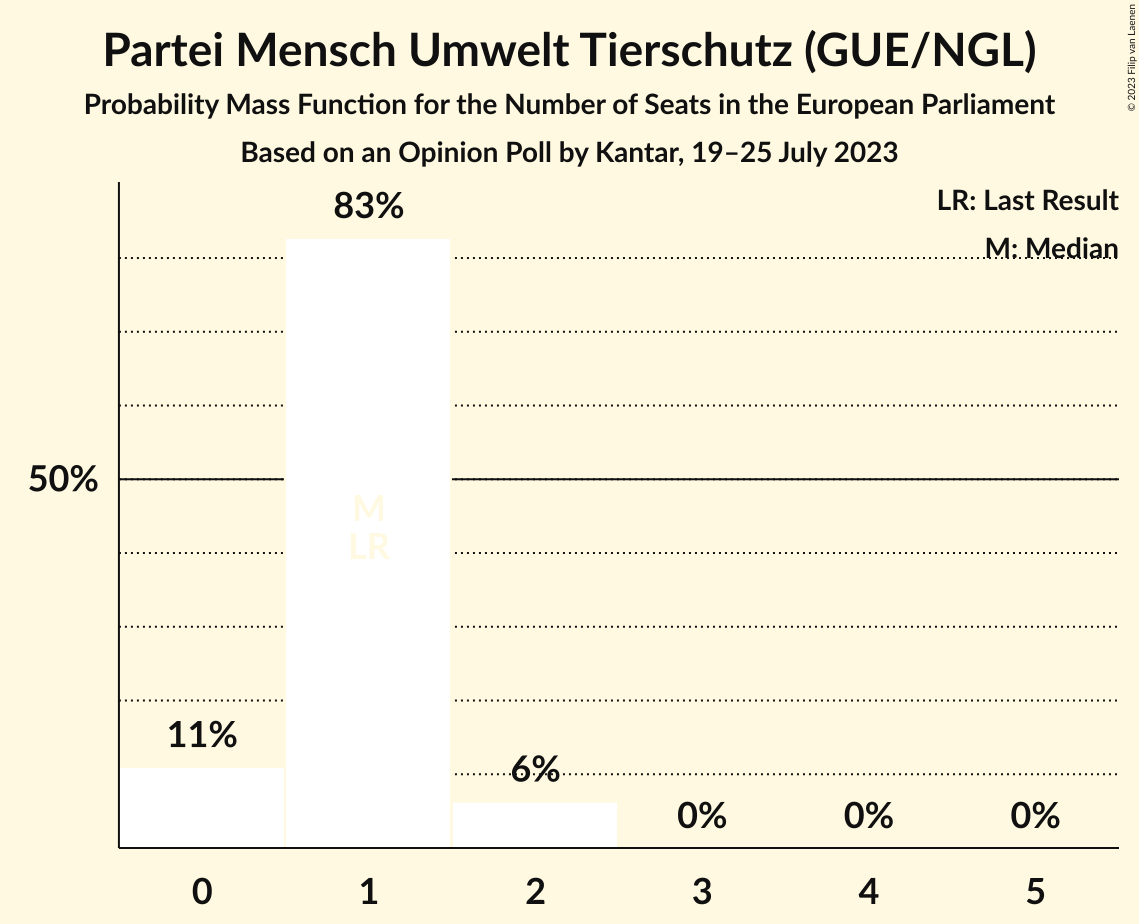 Partei Mensch Umwelt Tierschutz (GUE/NGL)
Probability Mass Function for the Number of Seats in the European Parliament
Based on an Opinion Poll by Kantar, 19–25 July 2023
© 2023 Filip van Laenen
LR: Last Result
M: Median
83%
50%
M
LR
11%
6%
0%
0%
0%
0
1
2
3
4
5